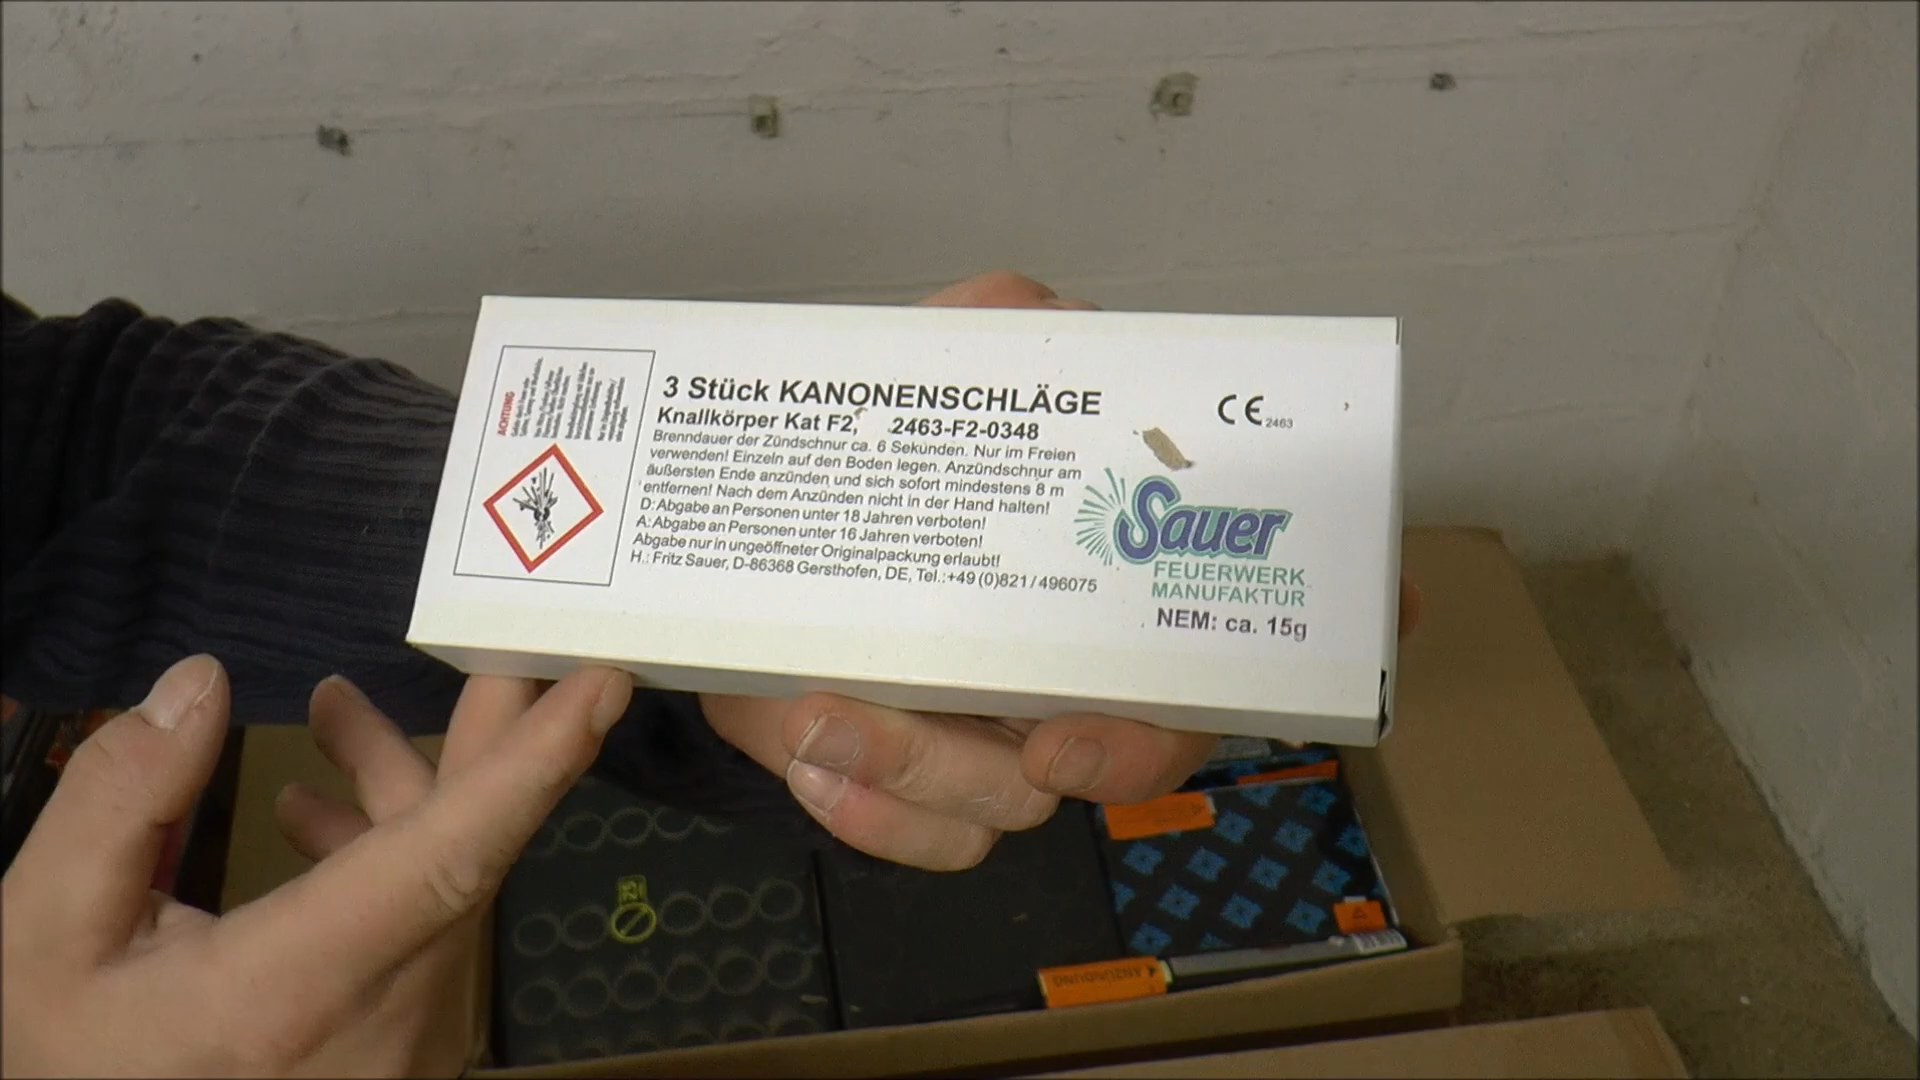 ACHTUNG
3 Stück KANONENSCHLÄGE
Knallkörper Kat F2, 2463-F2-0348
Brenndauer der Zündschnur ca. 6 Sekunden. Nur im Freien
verwenden! Einzeln auf den Boden legen. Anzündschnur am
äußersten Ende anzünden und sich sofort mindestens 8 m
entfernen! Nach dem Anzünden nicht in der Hand halten!
D: Abgabe an Personen unter 18 Jahren verboten!
A: Abgabe an Personen unter 16 Jahren verboten!
Abgabe nur in ungeöffneter Originalpackung erlaubt!
H.: Fritz Sauer, D-86368 Gersthofen, DE, Tel.:+49 (0)821 / 496075
CE 2463
Sauer
FEUERWERK
MANUFAKTUR
NEM: ca. 15g
ANZÜNDUNG